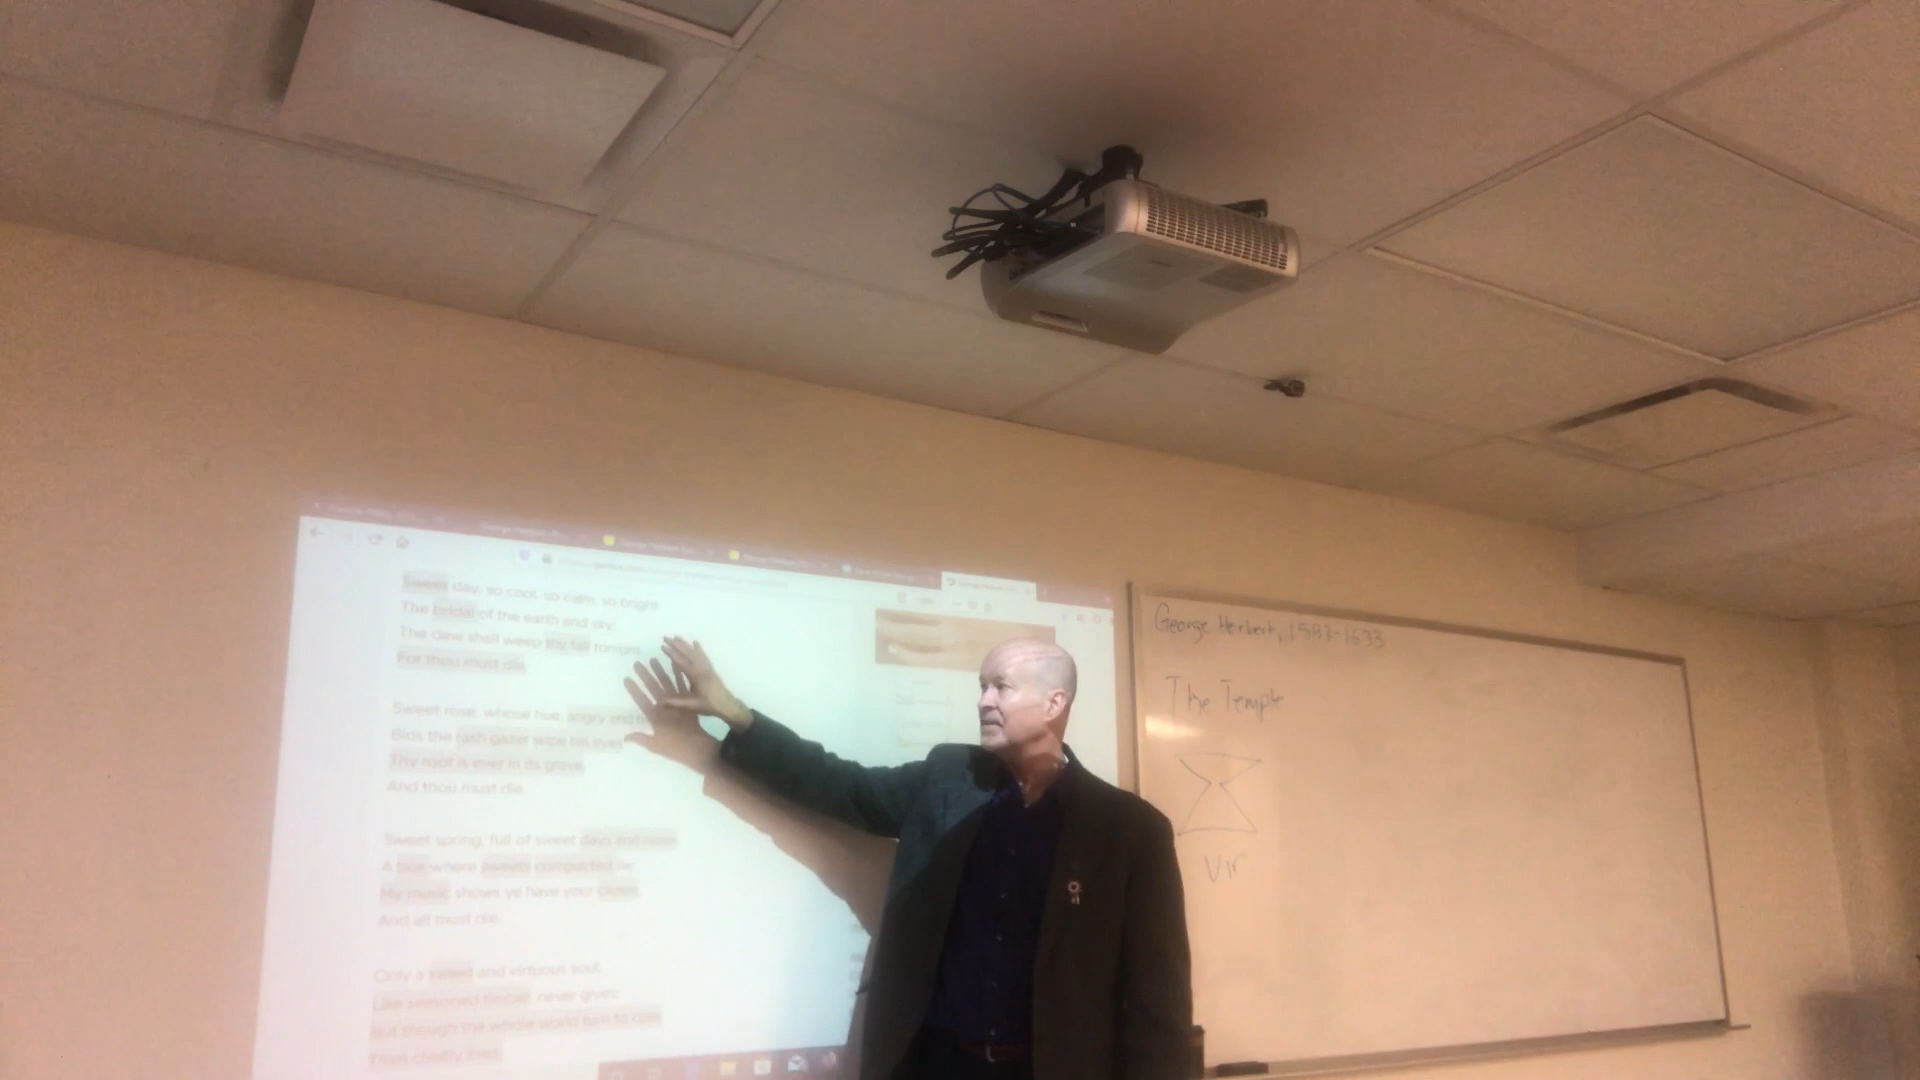 Sweet day, so cool, so calm, so bright,
The bridal of the earth and sky:
The dew shall weep thy fall tonight,
For thou must die.
Sweet rose, whose hue, angry and
Bids the rash gazer wipe his eye:
Thy root is ever in its grave
And thou must die.
Sweet spring, full of sweet days and roses,
A box where sweets compacted lie;
My music shows ye have your closes,
And all must die.
Only a sweet and virtuous soul,
Like seasoned timber, never gives;
But though the whole world turn to coal,
Then chiefly lives.
George Herbert, 1593-1633
The Temple
Vir